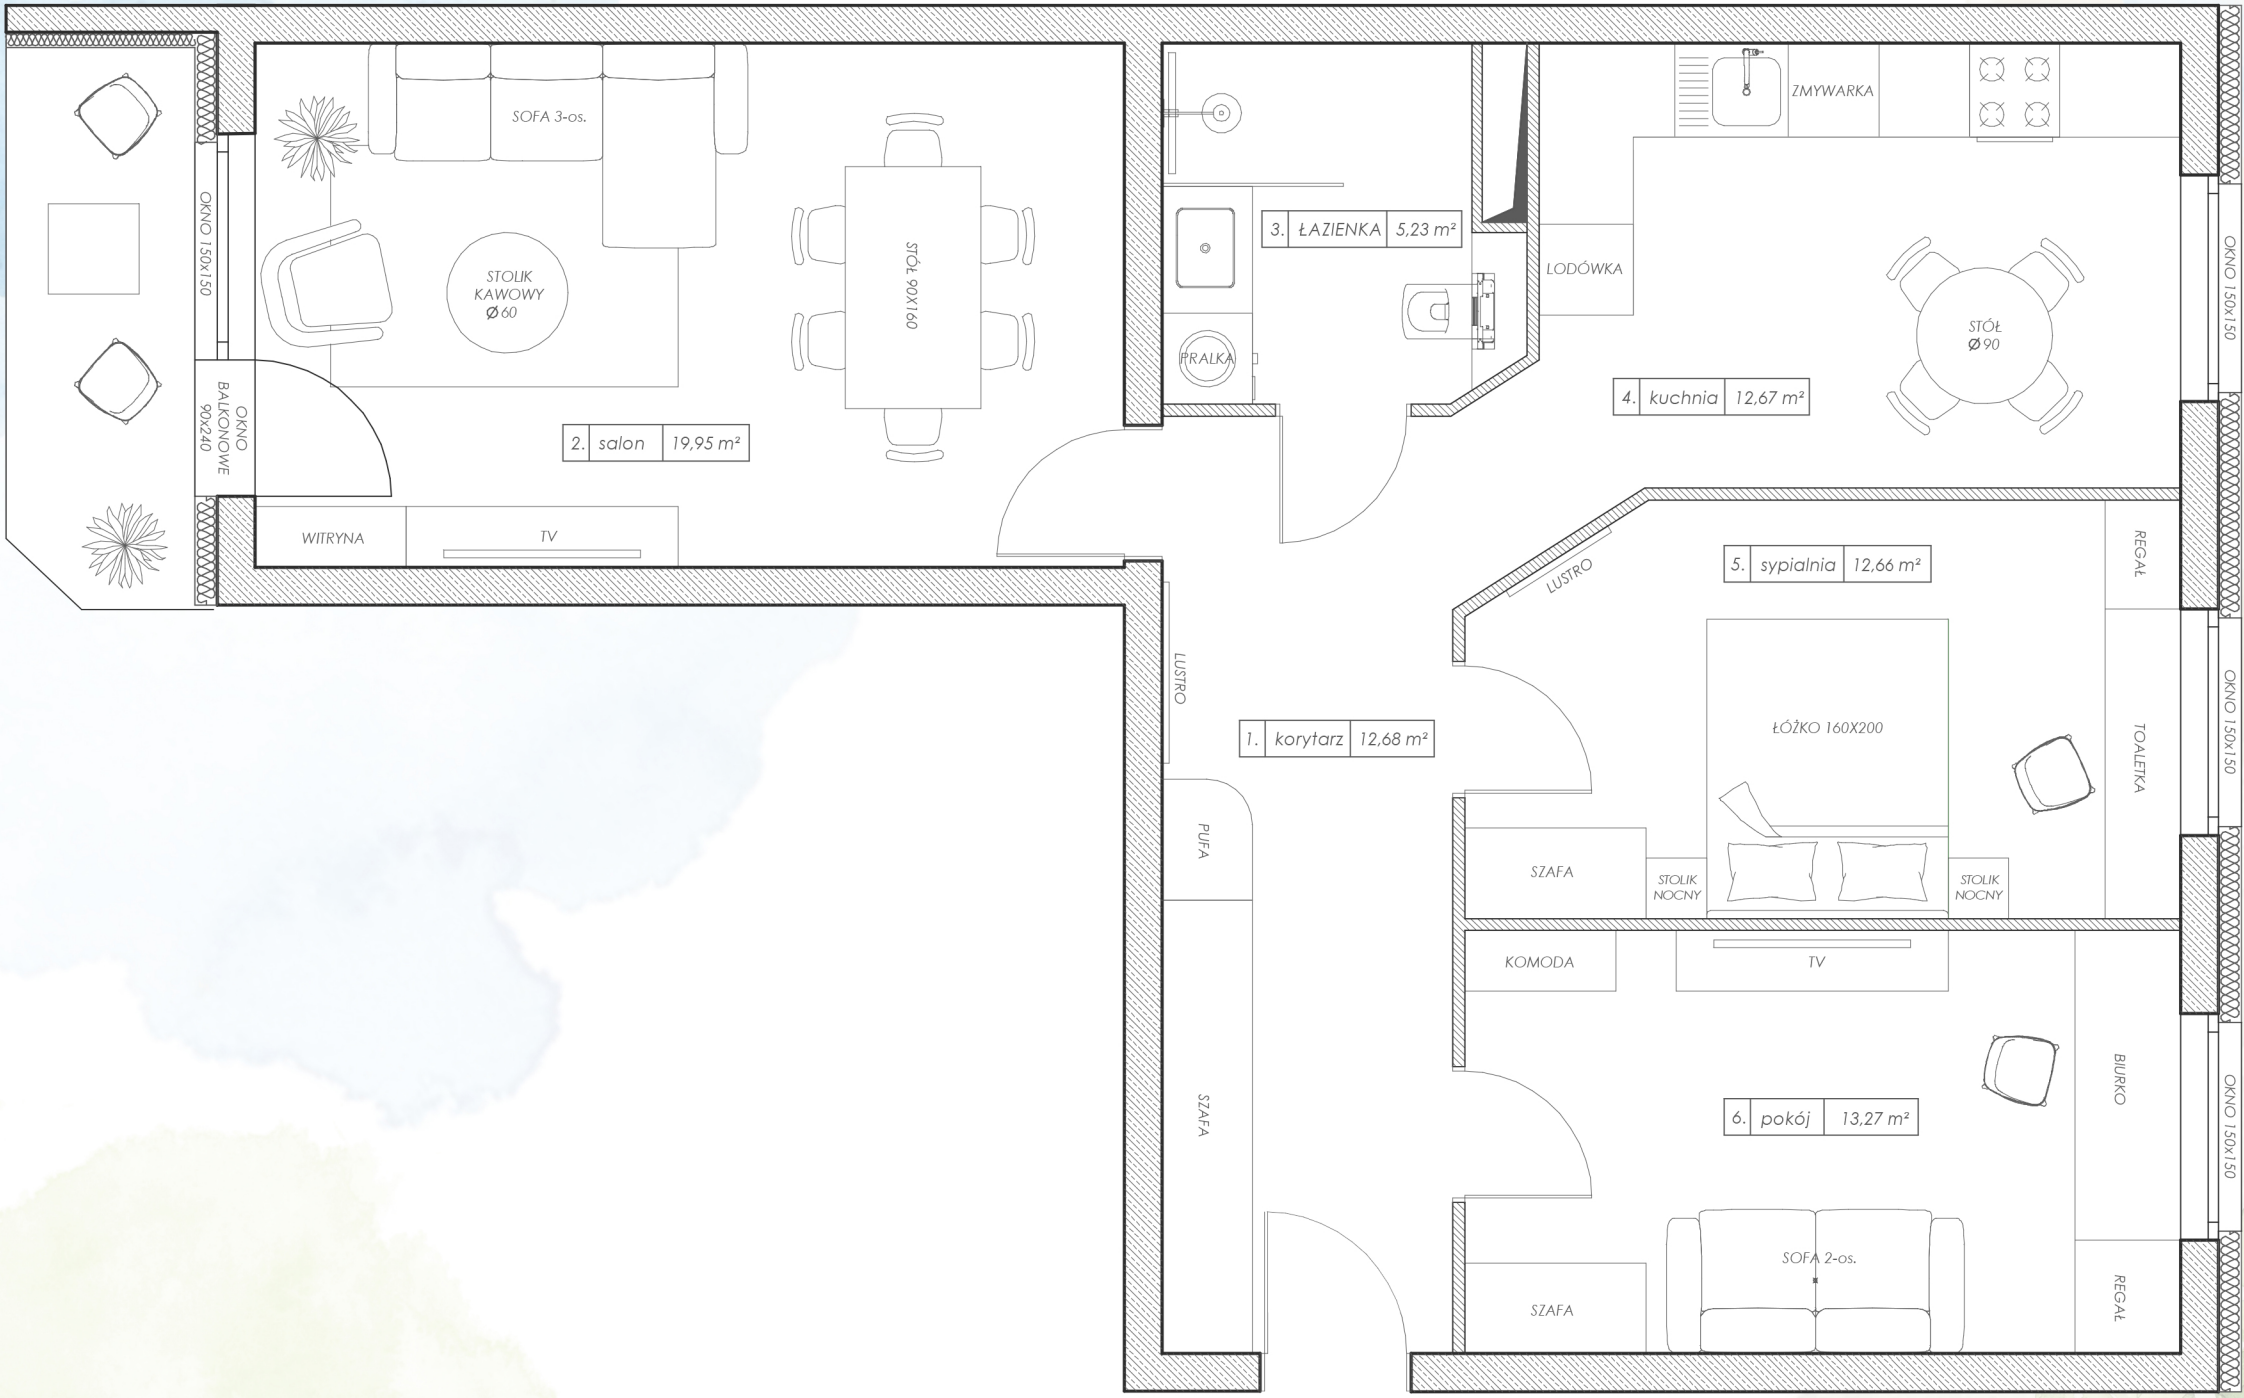 SOFA 3-os.
STOLIK
KAWOWY
Ø 60
STÓŁ 90X160
OKNO 150x150
OKNO
BALKONOWE
90x240
2. salon 19,95 m²
WITRYNA
TV
3. ŁAZIENKA 5,23 m²
PRALKA
ZMYWARKA
LODÓWKA
STÓŁ
Ø 90
4. kuchnia 12,67 m²
OKNO 150x150
LUSTRO
5. sypialnia 12,66 m²
REGAŁ
ŁÓŻKO 160X200
TOALETKA
OKNO 150x150
SZAFA
STOLIK
NOCNY
STOLIK
NOCNY
LUSTRO
1. korytarz 12,68 m²
PUFA
SZAFA
KOMODA
TV
BIURKO
OKNO 150x150
6. pokój 13,27 m²
SOFA 2-os.
SZAFA
REGAŁ